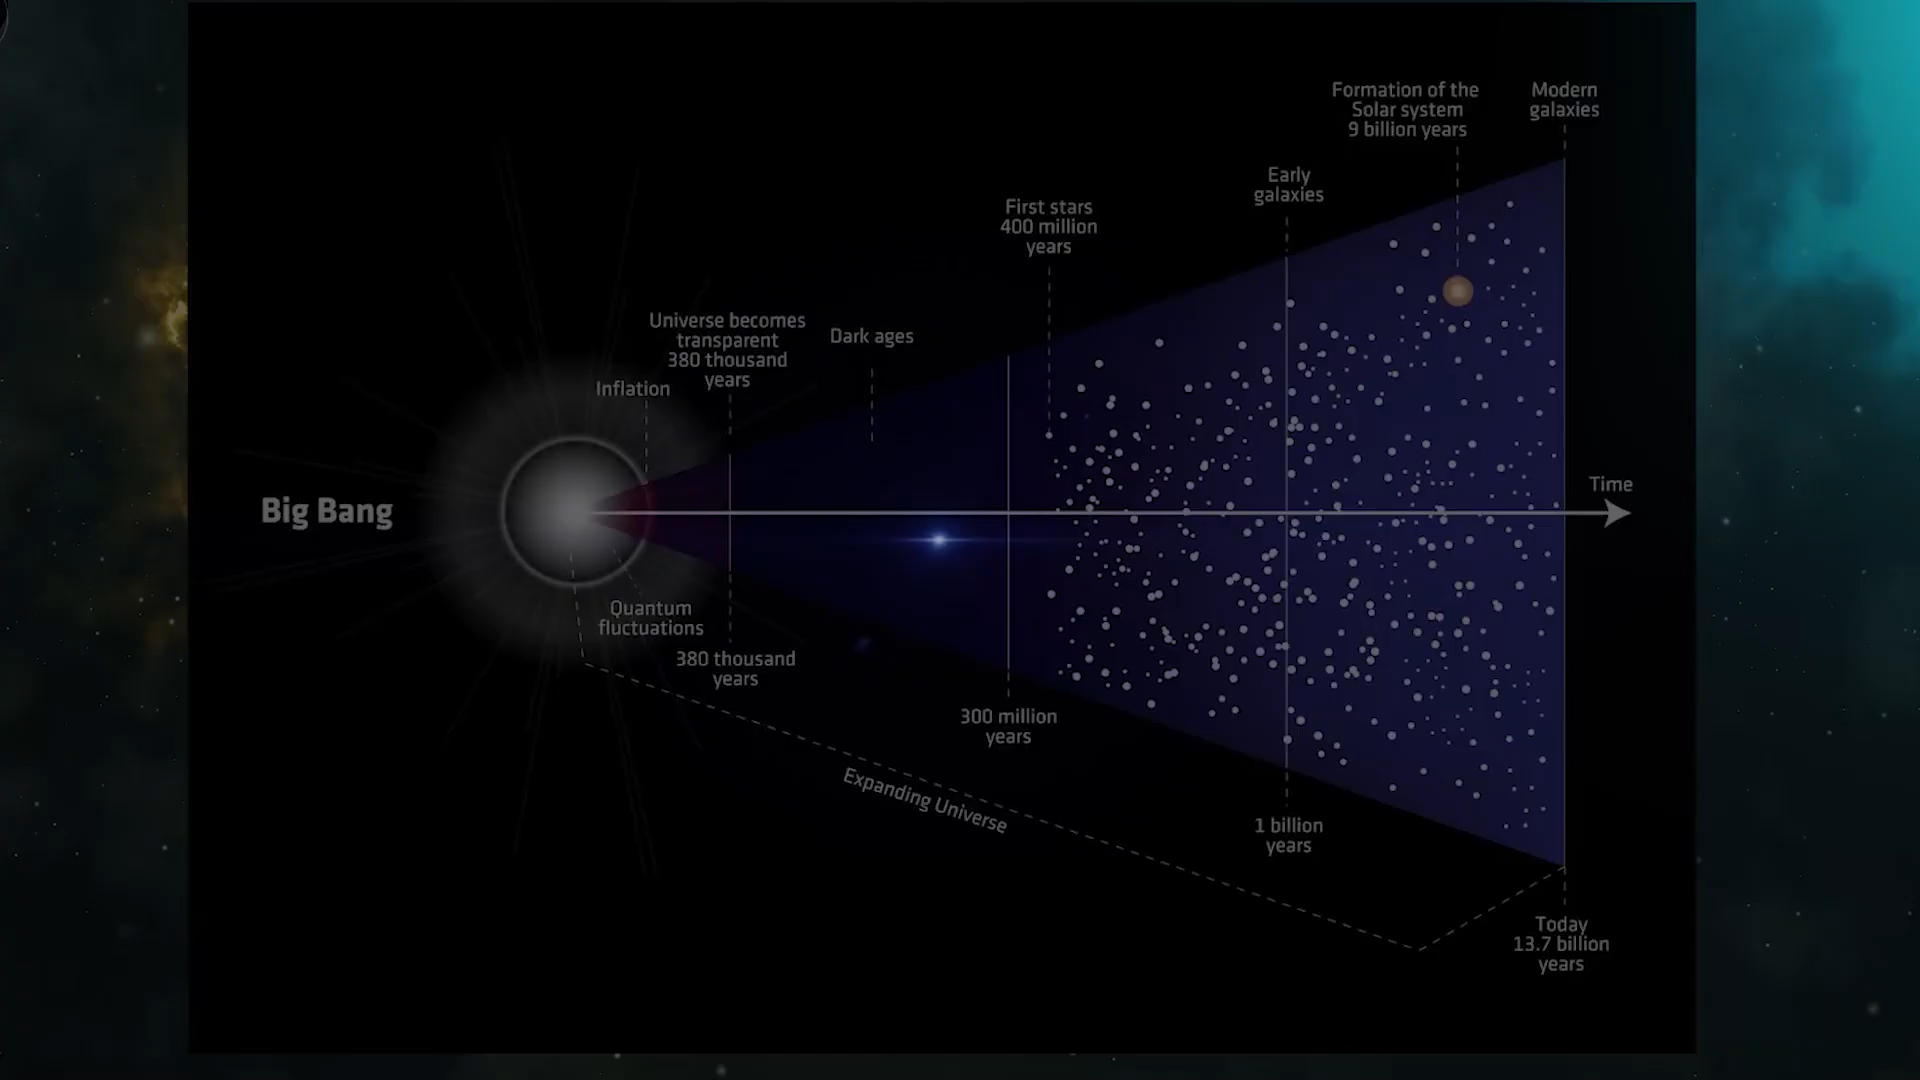 Formation of the
Solar system
9 billion years
Modern
galaxies
Early
galaxies
First stars
400 million
years
Universe becomes
transparent
380 thousand
years
Dark ages
Inflation
Big Bang
Time
Quantum
fluctuations
380 thousand
years
300 million
years
Expanding Universe
1 billion
years
Today
13.7 billion
years